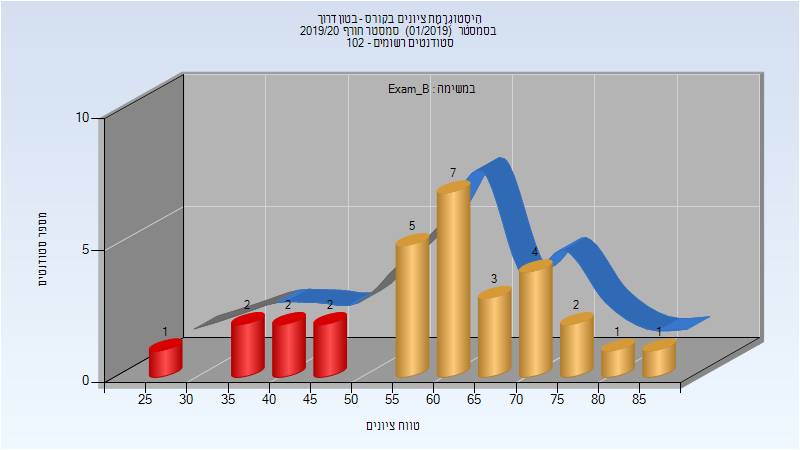 היסטוגרמת ציונים בקורס - בטון דרוך
בסמסטר (01/2019) סמסטר חורף 2019/20
סטודנטים רשומים - 102
במשימה : Exam_B
מספר סטודנטים
10
5
0
1
2
2
2
5
7
3
4
2
1
1
25 30 35 40 45 50 55 60 65 70 75 80 85
טווח ציונים